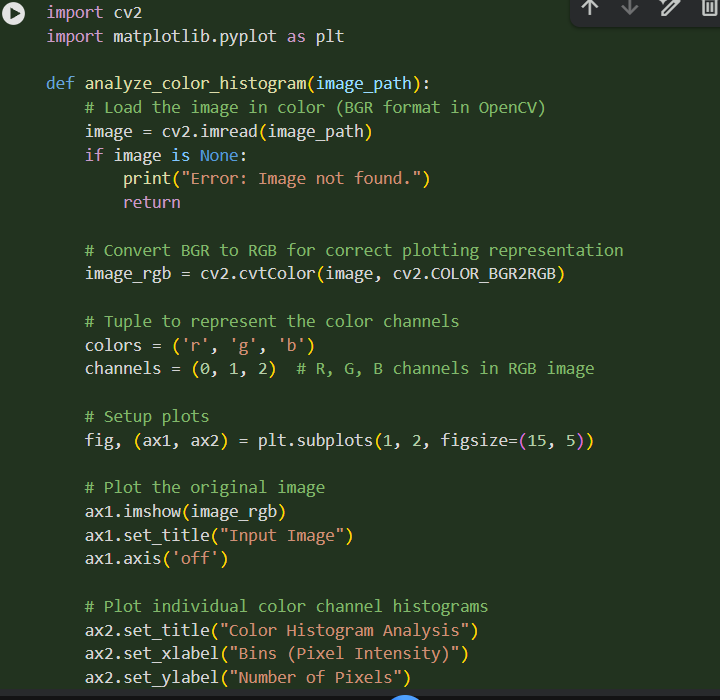 import cv2
import matplotlib.pyplot as plt
def analyze_color_histogram(image_path):
# Load the image in color (BGR format in OpenCV)
image = cv2.imread(image_path)
if image is None:
print("Error: Image not found.")
return
# Convert BGR to RGB for correct plotting representation
image_rgb = cv2.cvtColor(image, cv2.COLOR_BGR2RGB)
# Tuple to represent the color channels
colors = ('r', 'g', 'b')
channels = (0, 1, 2)  # R, G, B channels in RGB image
# Setup plots
fig, (ax1, ax2) = plt.subplots(1, 2, figsize=(15, 5))
# Plot the original image
ax1.imshow(image_rgb)
ax1.set_title("Input Image")
ax1.axis('off')
# Plot individual color channel histograms
ax2.set_title("Color Histogram Analysis")
ax2.set_xlabel("Bins (Pixel Intensity)")
ax2.set_ylabel("Number of Pixels")